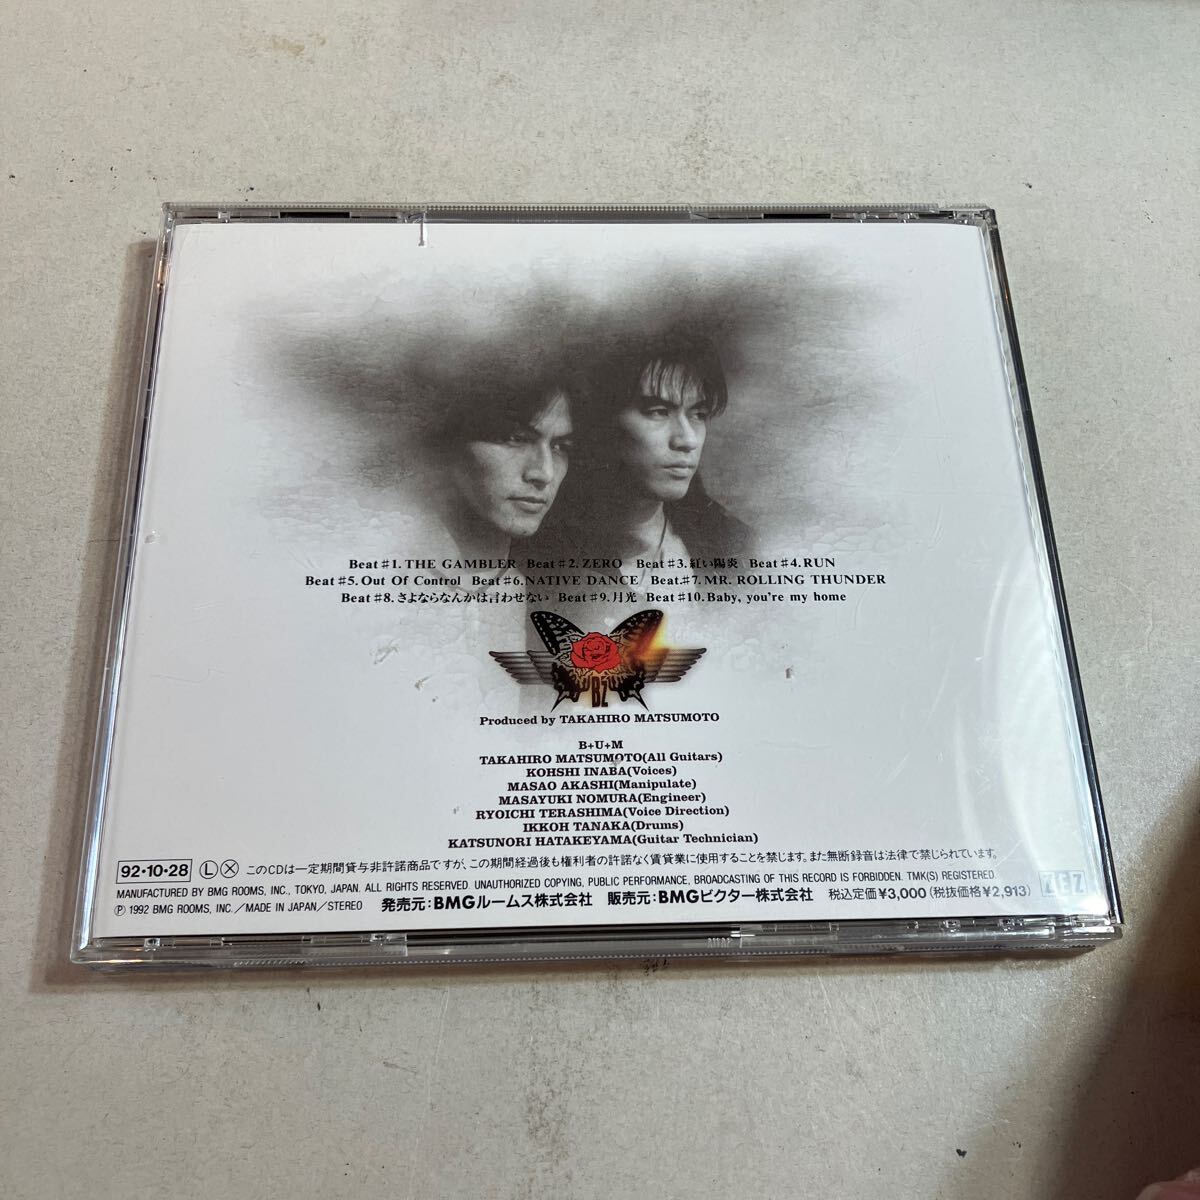 Beat♯1. THE GAMBLER Beat♯2. ZERO Beat♯3. 紅い陽炎 Beat♯4. RUN
Beat♯5. Out Of Control Beat♯6. NATIVE DANCE Beat.♯7. MR. ROLLING THUNDER
Beat♯8. さよならなんかは言わせない Beat♯9. 月光 Beat♯10. Baby, you're my home
B'z
Produced by TAKAHIRO MATSUMOTO
B+U+M
TAKAHIRO MATSUMOTO(All Guitars)
KOHSHI INABA(Voices)
MASAO AKASHI(Manipulate)
MASAYUKI NOMURA(Engineer)
RYOICHI TERASHIMA(Voice Direction)
IKKOH TANAKA(Drums)
KATSUNORI HATAKEYAMA(Guitar Technician)
92・10・28 Ⓛ Ⓧ このCDは一定期間貸与非許諾商品ですが、この期間経過後も権利者の許諾なく賃貸業に使用することを禁じます。また無断録音は法律で禁じられています。
MANUFACTURED BY BMG ROOMS, INC., TOKYO, JAPAN. ALL RIGHTS RESERVED. UNAUTHORIZED COPYING, PUBLIC PERFORMANCE, BROADCASTING OF THIS RECORD IS FORBIDDEN. TMK(S) REGISTERED.
Ⓟ 1992 BMG ROOMS, INC.／MADE IN JAPAN／STEREO 発売元：BMGルームス株式会社 販売元：BMGビクター株式会社 税込定価¥3,000(税抜価格¥2,913)